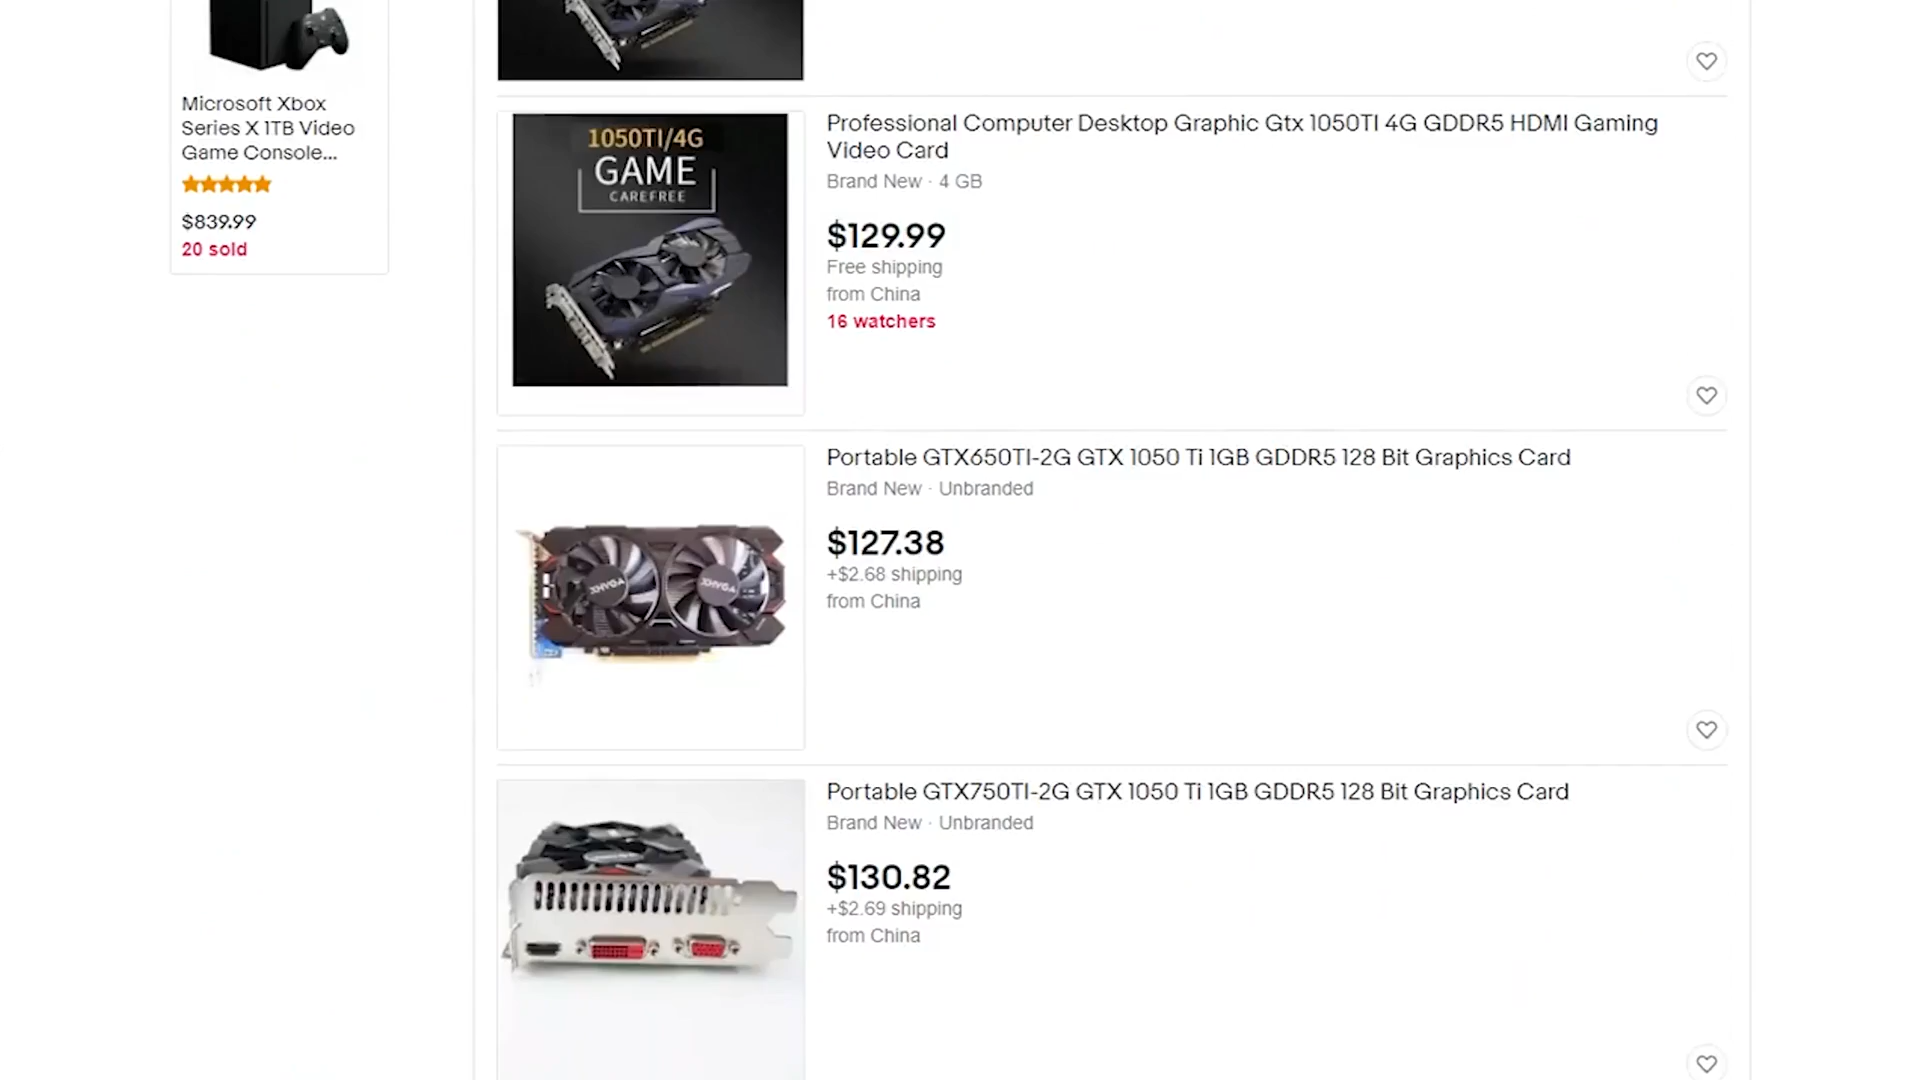 Microsoft Xbox
Series X 1TB Video
Game Console...
$839.99
20 sold
1050TI/4G
GAME
CAREFREE
Professional Computer Desktop Graphic Gtx 1050TI 4G GDDR5 HDMI Gaming
Video Card
Brand New · 4 GB
$129.99
Free shipping
from China
16 watchers
XHVGA
XHVGA
Portable GTX650TI-2G GTX 1050 Ti 1GB GDDR5 128 Bit Graphics Card
Brand New · Unbranded
$127.38
+$2.68 shipping
from China
Portable GTX750TI-2G GTX 1050 Ti 1GB GDDR5 128 Bit Graphics Card
Brand New · Unbranded
$130.82
+$2.69 shipping
from China